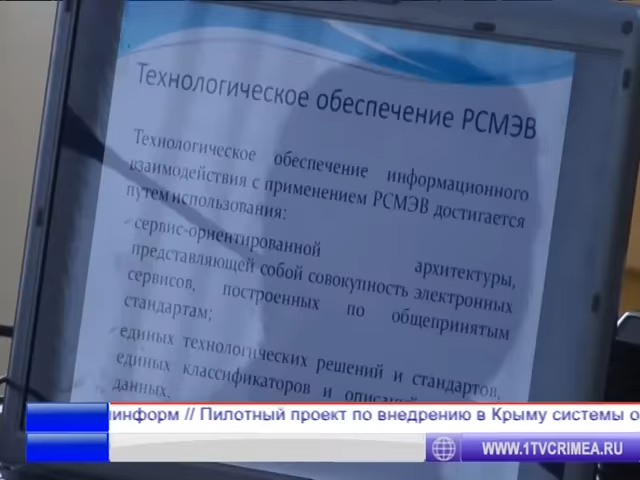 Технологическое обеспечение РСМЭВ
Технологическое обеспечение информационного
взаимодействия с применением РСМЭВ достигается
путем использования:
сервис-ориентированной архитектуры,
представляющей собой совокупность электронных
сервисов, построенных по общепринятым
стандартам;
единых технологических решений и стандартов,
единых классификаторов и
данных.
информ // Пилотный проект по внедрению в Крыму системы о
WWW.1TVCRIMEA.RU